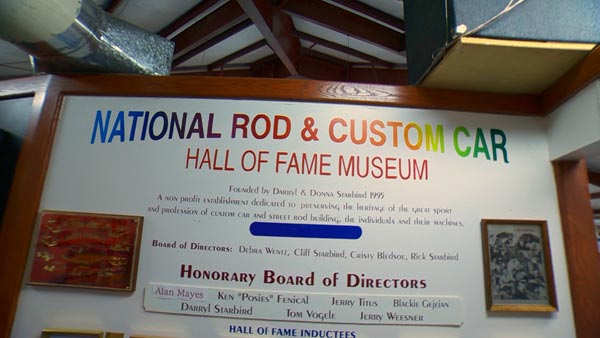 NATIONAL ROD & CUSTOM CAR
HALL OF FAME MUSEUM
Founded by Darryl & Donna Starbird 1995
A non profit establishment dedicated to preserving the heritage of the great sport
and profession of custom car and street rod building, the individuals and their machines.
Board of Directors: Debra Wentz, Cliff Starbird, Cristy Bledsoe, Rick Starbird
Honorary Board of Directors
Alan Mayes Ken "Posies" Fenical Jerry Titus Blackie Gejeian
Darryl Starbird Tom Vogele Jerry Weesner
HALL OF FAME INDUCTEES